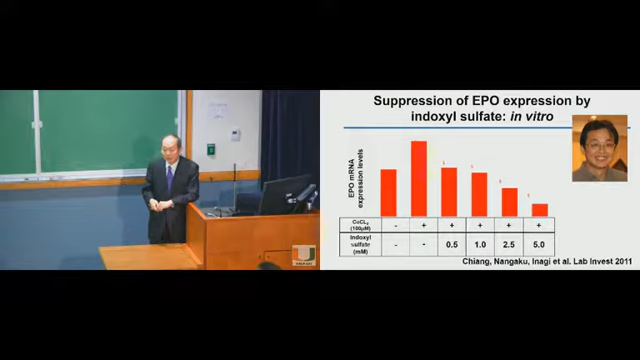 Suppression of EPO expression by
indoxyl sulfate: in vitro
EPO mRNA
expression levels
CoCL2
(100μM) - + + + + +
Indoxyl
sulfate
(mM) - - 0.5 1.0 2.5 5.0
Chiang, Nangaku, Inagi et al. Lab Invest 2011
U